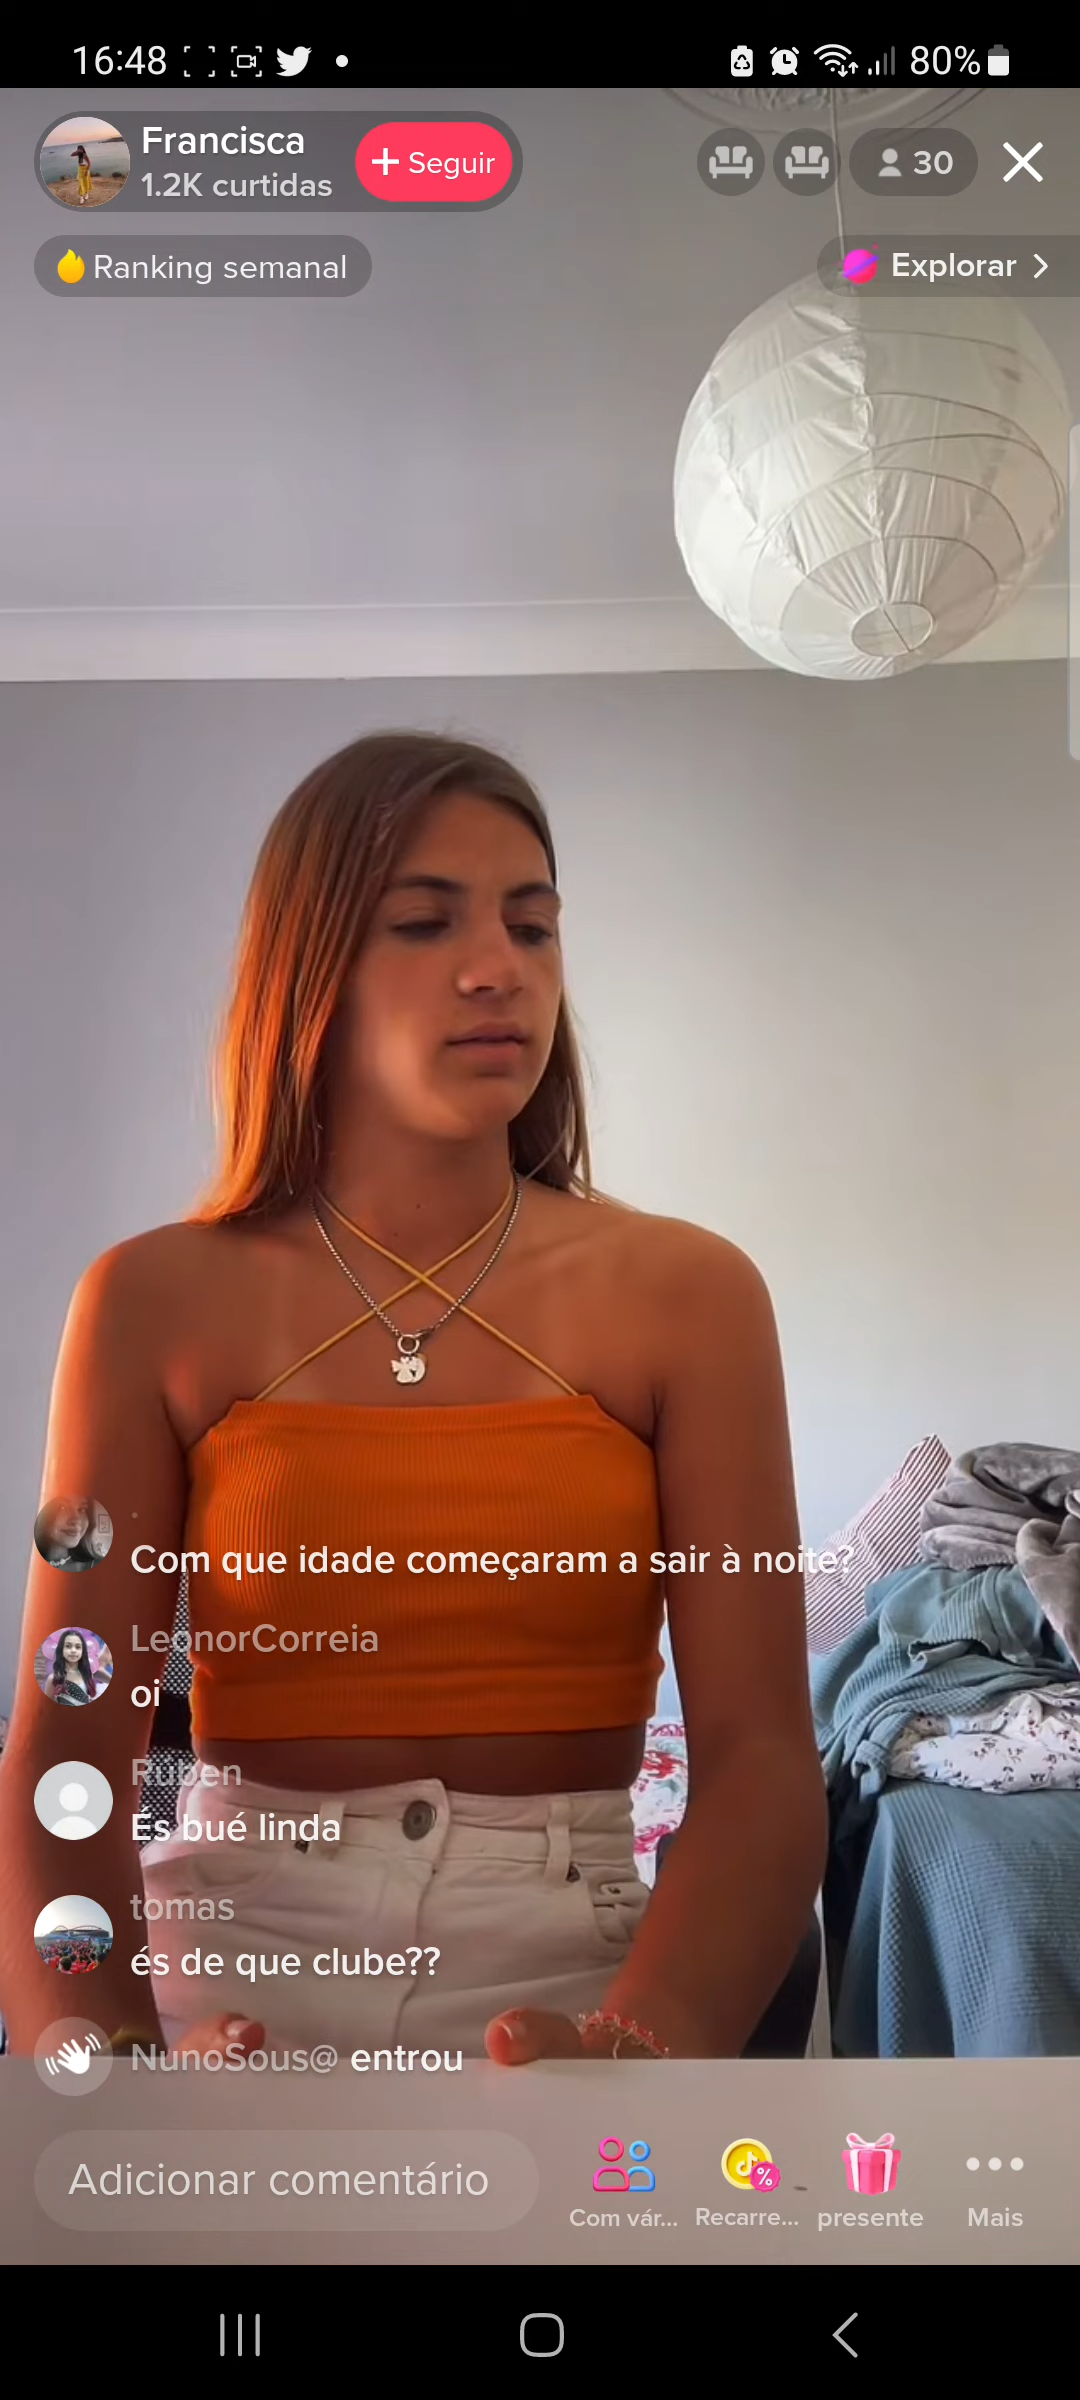 16:48
80%
Francisca
1.2K curtidas
+ Seguir
30
Ranking semanal
Explorar
Com que idade começaram a sair à noite?
LeonorCorreia
oi
Rúben
És bué linda
tomas
és de que clube??
NunoSous@ entrou
Adicionar comentário
Com vár...
Recarre...
presente
Mais